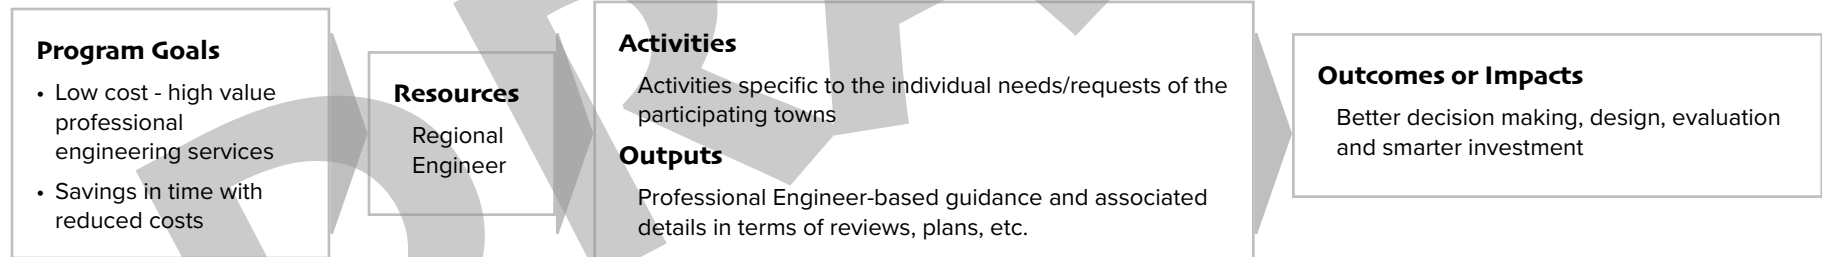 Program Goals
• Low cost - high value
professional
engineering services
• Savings in time with
reduced costs
Resources
Regional
Engineer
Activities
Activities specific to the individual needs/requests of the
participating towns
Outputs
Professional Engineer-based guidance and associated
details in terms of reviews, plans, etc.
Outcomes or Impacts
Better decision making, design, evaluation
and smarter investment